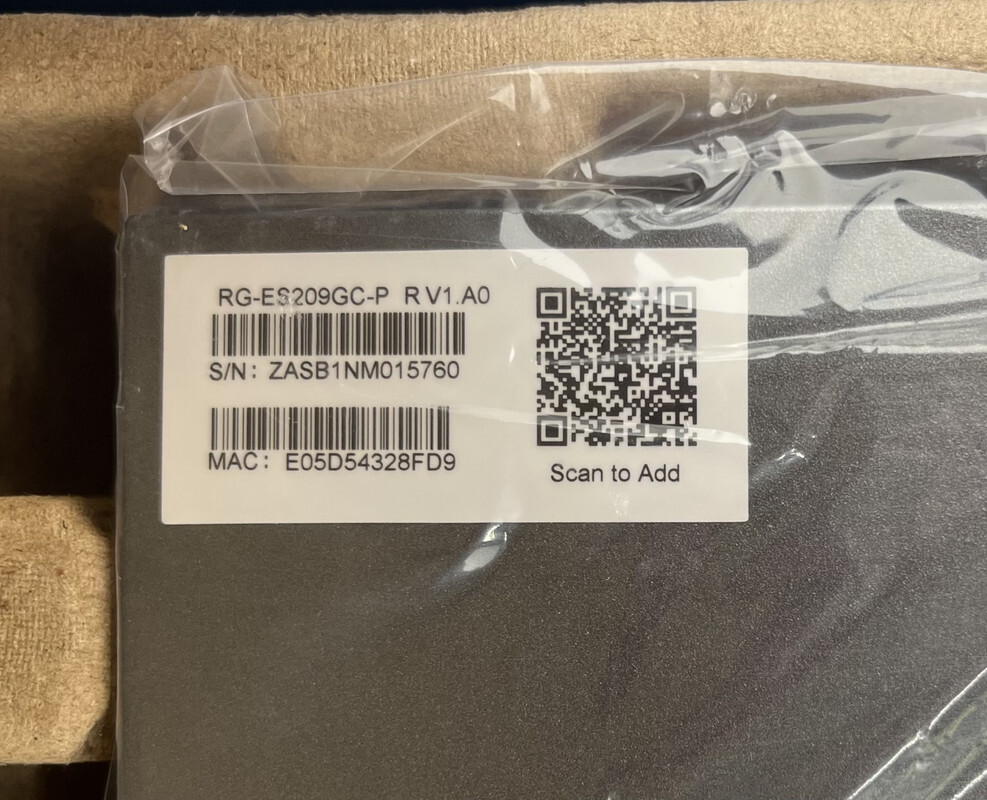 RG-ES209GC-P RV1.A0
S/N: ZASB1NM015760
MAC: E05D54328FD9
Scan to Add